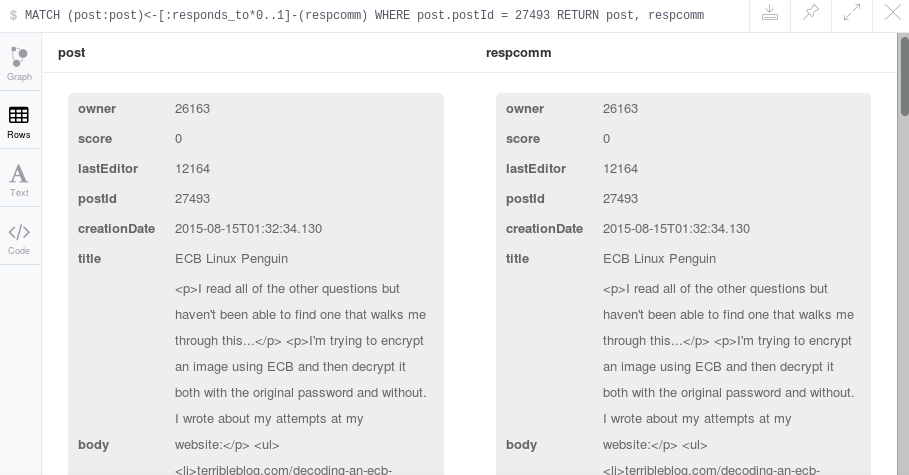 $ MATCH (post:post)<-[:responds_to*0..1]-(respcomm) WHERE post.postId = 27493 RETURN post, respcomm
Graph
Rows
Text
Code
post
owner 26163
score 0
lastEditor 12164
postId 27493
creationDate 2015-08-15T01:32:34.130
title ECB Linux Penguin
<p>I read all of the other questions but
haven't been able to find one that walks me
through this...</p> <p>I'm trying to encrypt
an image using ECB and then decrypt it
both with the original password and without.
I wrote about my attempts at my
body website:</p> <ul>
<li>terribleblog.com/decoding-an-ecb-
respcomm
owner 26163
score 0
lastEditor 12164
postId 27493
creationDate 2015-08-15T01:32:34.130
title ECB Linux Penguin
<p>I read all of the other questions but
haven't been able to find one that walks me
through this...</p> <p>I'm trying to encrypt
an image using ECB and then decrypt it
both with the original password and without.
I wrote about my attempts at my
body website:</p> <ul>
<li>terribleblog.com/decoding-an-ecb-